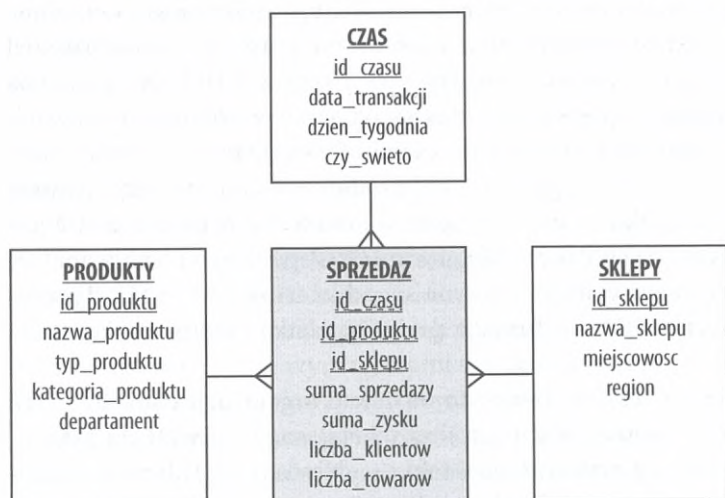 CZAS
id_czasu
data_transakcji
dzien_tygodnia
czy_swieto
PRODUKTY
id_produktu
nazwa_produktu
typ_produktu
kategoria_produktu
departament
SPRZEDAZ
id_czasu
id_produktu
id_sklepu
suma_sprzedazy
suma_zysku
liczba_klientow
liczba_towarow
SKLEPY
id_sklepu
nazwa_sklepu
miejscowosc
region